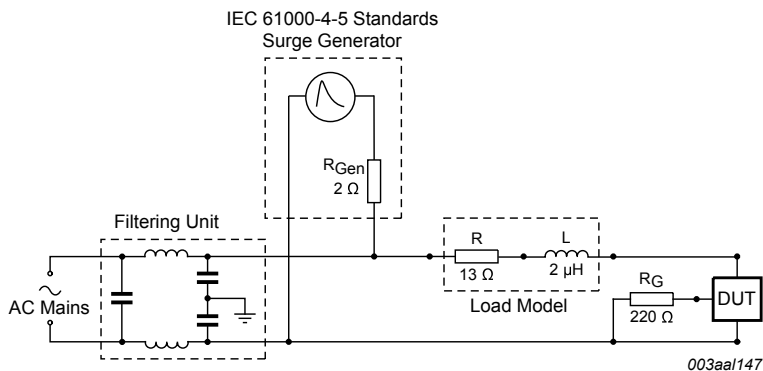 IEC 61000-4-5 Standards
Surge Generator
RGen
2 Ω
Filtering Unit
AC Mains
R
13 Ω
L
2 μH
Load Model
RG
220 Ω
DUT
003aal147